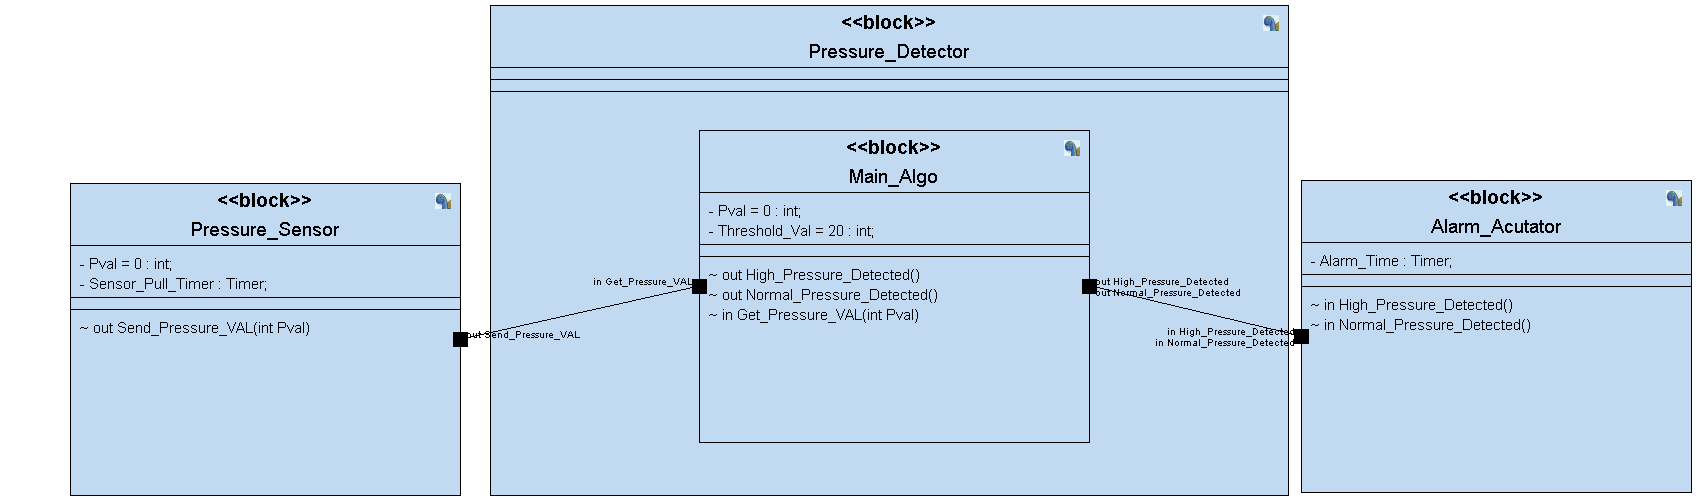 <<block>>
Pressure_Detector
<<block>>
Main_Algo
- Pval = 0 : int;
- Threshold_Val = 20 : int;
~ out High_Pressure_Detected()
~ out Normal_Pressure_Detected()
~ in Get_Pressure_VAL(int Pval)
<<block>>
Pressure_Sensor
- Pval = 0 : int;
- Sensor_Pull_Timer : Timer;
~ out Send_Pressure_VAL(int Pval)
out Send_Pressure_VAL
in Get_Pressure_VAL
out High_Pressure_Detected
out Normal_Pressure_Detected
in High_Pressure_Detected
in Normal_Pressure_Detected
<<block>>
Alarm_Acutator
- Alarm_Time : Timer;
~ in High_Pressure_Detected()
~ in Normal_Pressure_Detected()